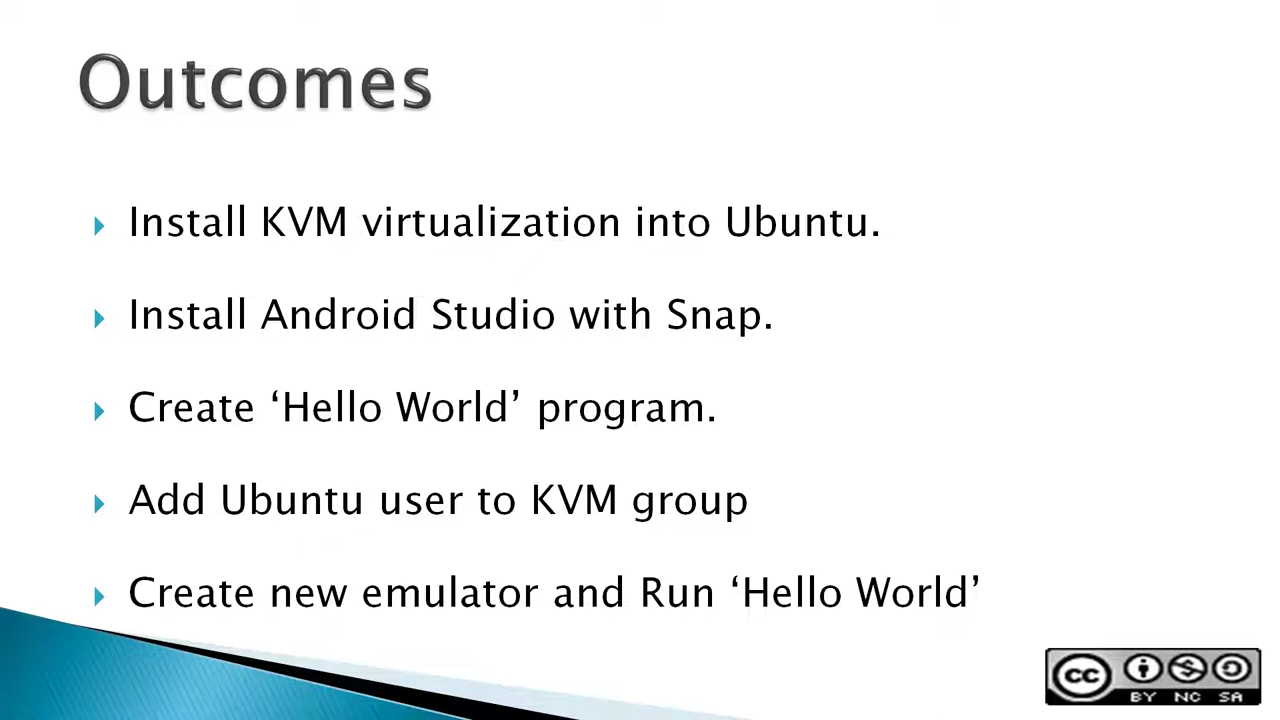 Outcomes
Install KVM virtualization into Ubuntu.
Install Android Studio with Snap.
Create ‘Hello World’ program.
Add Ubuntu user to KVM group
Create new emulator and Run ‘Hello World’
cc
BY NC SA